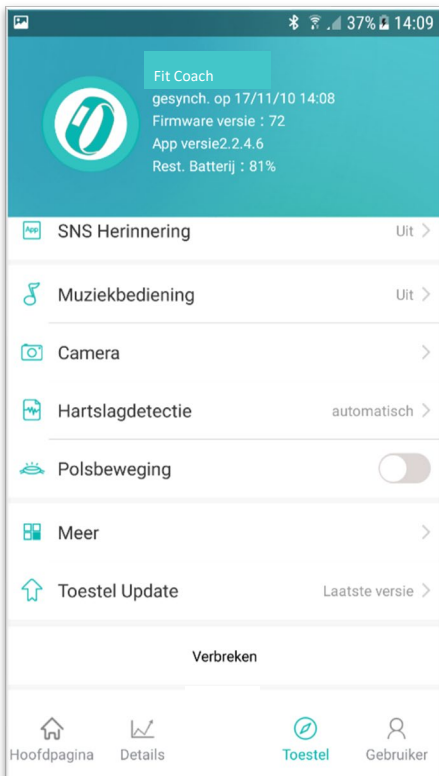 37% 14:09
Fit Coach
gesynch. op 17/11/10 14:08
Firmware versie : 72
App versie2.2.4.6
Rest. Batterij : 81%
App SNS Herinnering Uit
Muziekbediening Uit
Camera
Hartslagdetectie automatisch
Polsbeweging
Meer
Toestel Update Laatste versie
Verbreken
Hoofdpagina Details Toestel Gebruiker